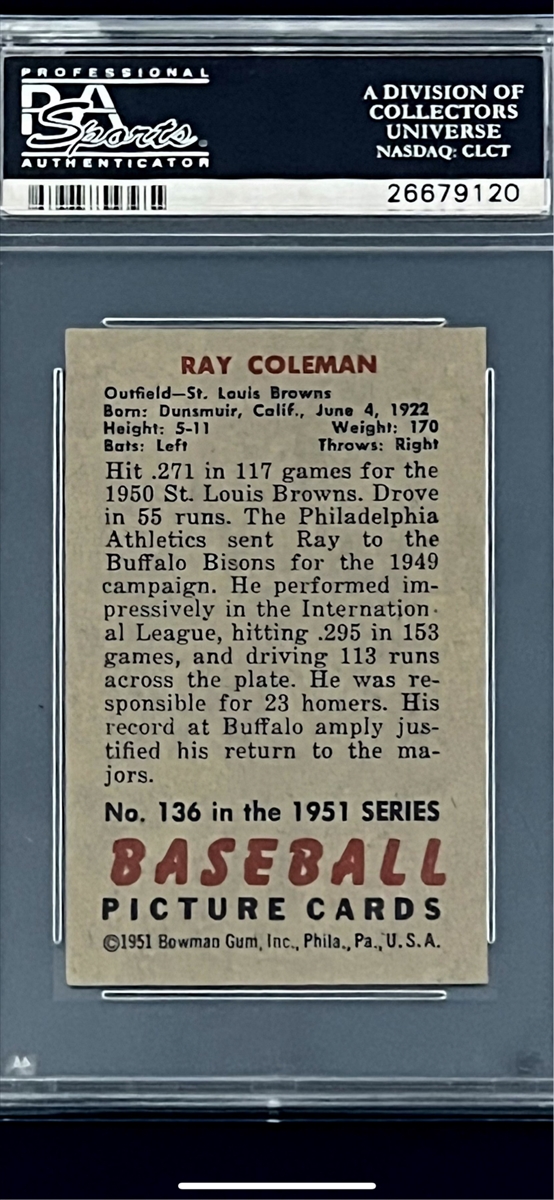 PROFESSIONAL
PSA
Sports
AUTHENTICATOR
A DIVISION OF
COLLECTORS
UNIVERSE
NASDAQ: CLCT
26679120
RAY COLEMAN
Outfield—St. Louis Browns
Born: Dunsmuir, Calif., June 4, 1922
Height: 5-11 Weight: 170
Bats: Left Throws: Right
Hit .271 in 117 games for the
1950 St. Louis Browns. Drove
in 55 runs. The Philadelphia
Athletics sent Ray to the
Buffalo Bisons for the 1949
campaign. He performed im-
pressively in the Internation-
al League, hitting .295 in 153
games, and driving 113 runs
across the plate. He was re-
sponsible for 23 homers. His
record at Buffalo amply jus-
tified his return to the ma-
jors.
No. 136 in the 1951 SERIES
BASEBALL
PICTURE CARDS
©1951 Bowman Gum, Inc., Phila., Pa., U.S.A.